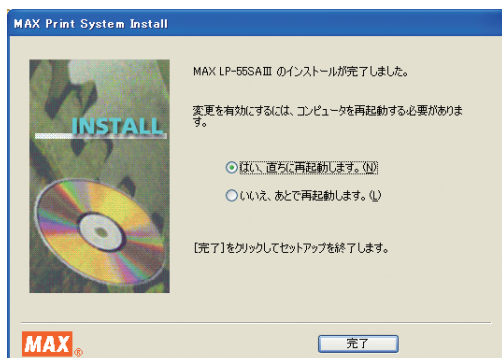 MAX Print System Install
INSTALL
MAX LP-55SAⅢ のインストールが完了しました。
変更を有効にするには、コンピュータを再起動する必要がありま
す。
はい、直ちに再起動します。(N)
いいえ、あとで再起動します。(L)
[完了]をクリックしてセットアップを終了します。
MAX®
完了